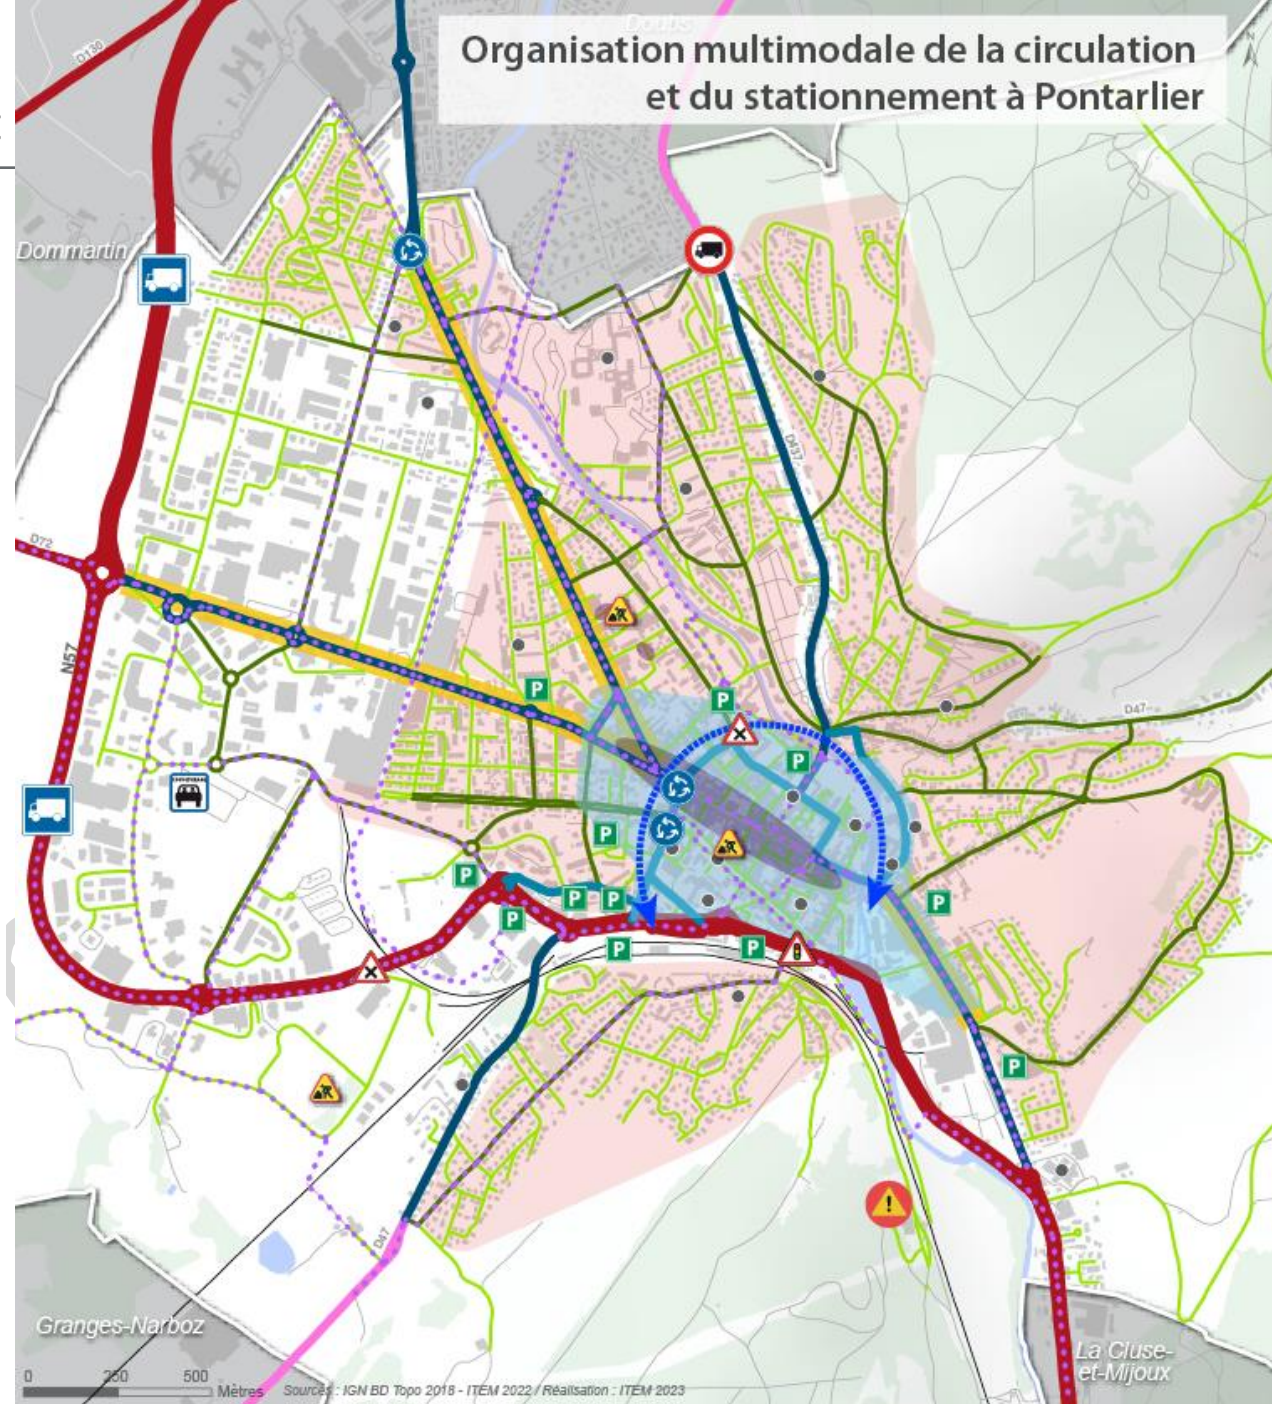 Doubs
Organisation multimodale de la circulation
et du stationnement à Pontarlier
D130
N
Dommartin
D437
D72
N57
P
P
D47
P
P
P
P
P
P
P
P
P
P
D47
Granges-Narboz
La Cluse-
et-Mijoux
0 250 500
Mètres
Sources : IGN BD Topo 2018 - ITEM 2022 / Réalisation : ITEM 2023